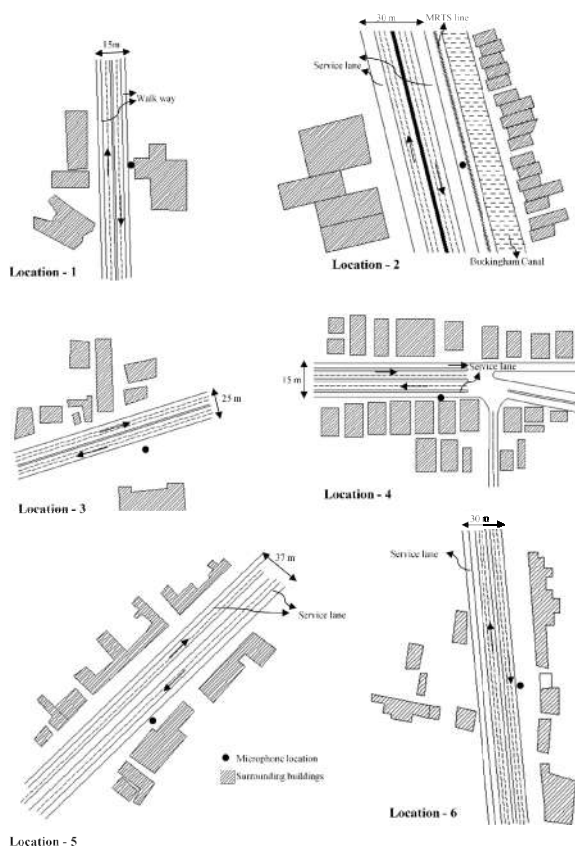 15m
Walk way
Location - 1
30 m
MRTS line
Service lane
Buckingham Canal
Location - 2
25 m
Location - 3
15 m
Service lane
Location - 4
37 m
Service lane
Microphone location
Surrounding buildings
Location - 5
30 m
Service lane
Location - 6